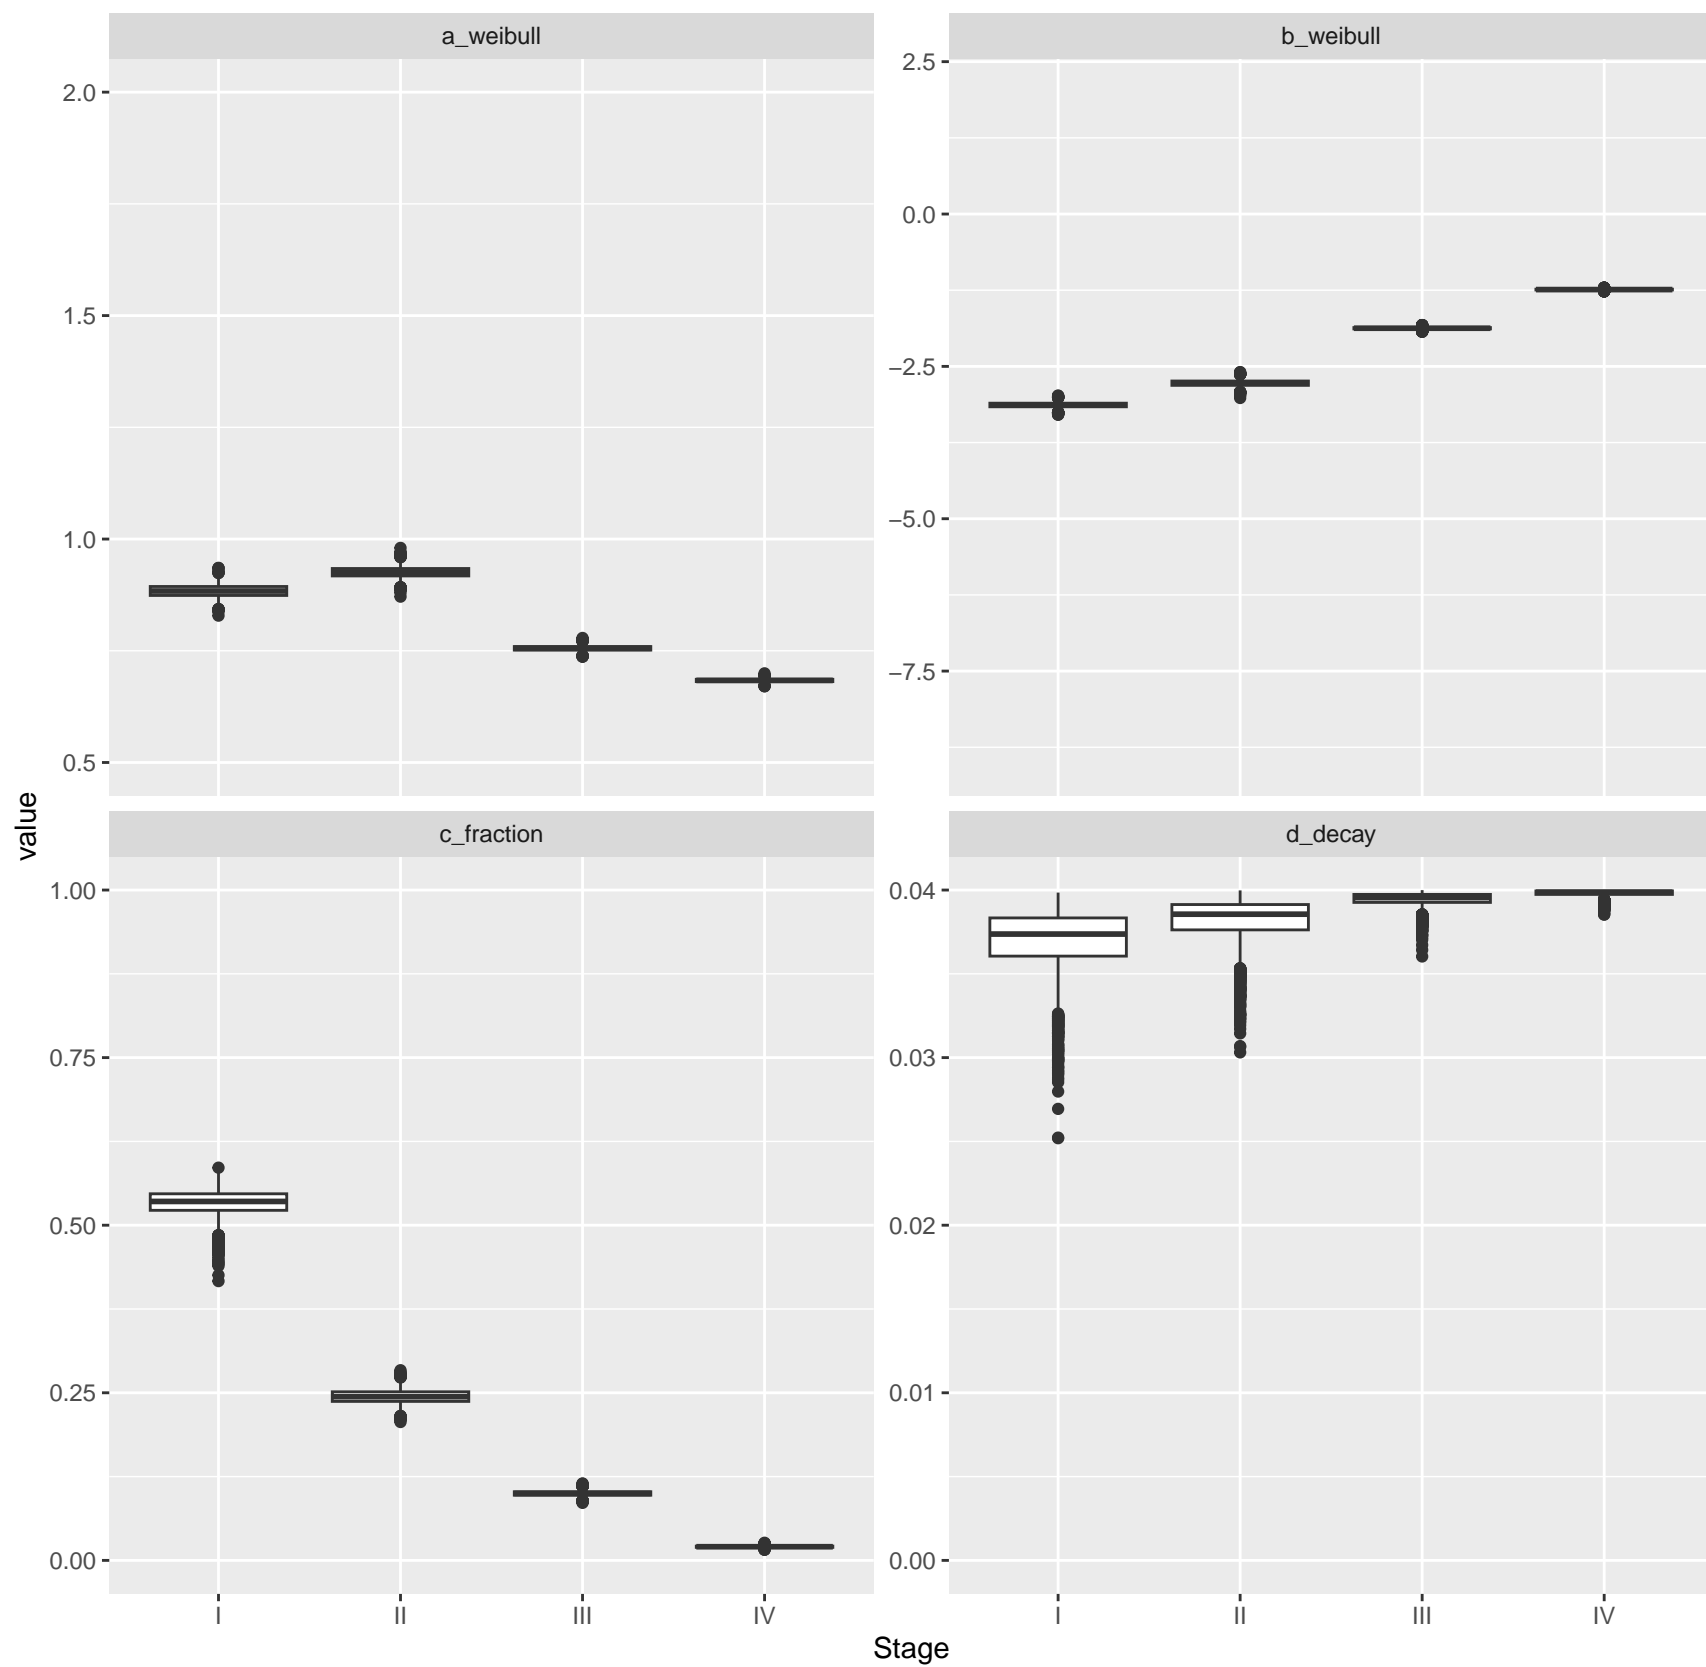 a_weibull
b_weibull
2.0
1.5
1.0
0.5
2.5
0.0
−2.5
−5.0
−7.5
value
c_fraction
d_decay
1.00
0.75
0.50
0.25
0.00
0.04
0.03
0.02
0.01
0.00
I II III IV
I II III IV
Stage